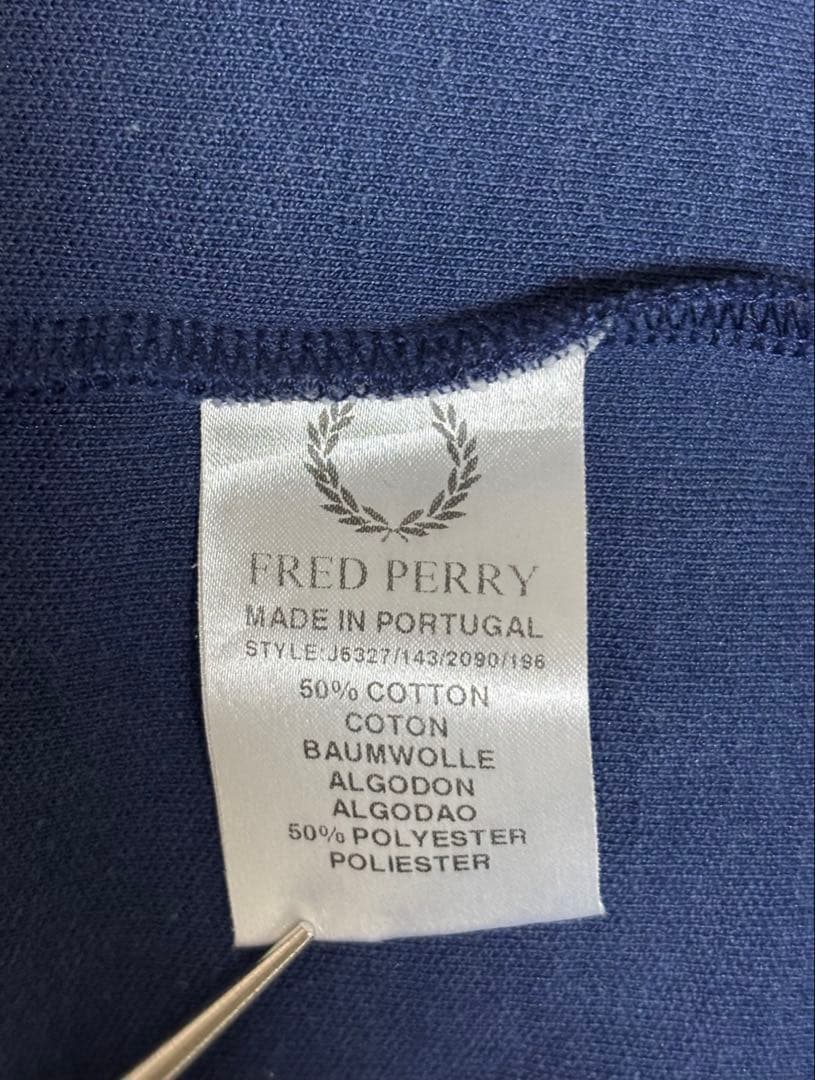 FRED PERRY
MADE IN PORTUGAL
STYLE:J6327/143/2090/196
50% COTTON
COTON
BAUMWOLLE
ALGODON
ALGODAO
50% POLYESTER
POLIESTER